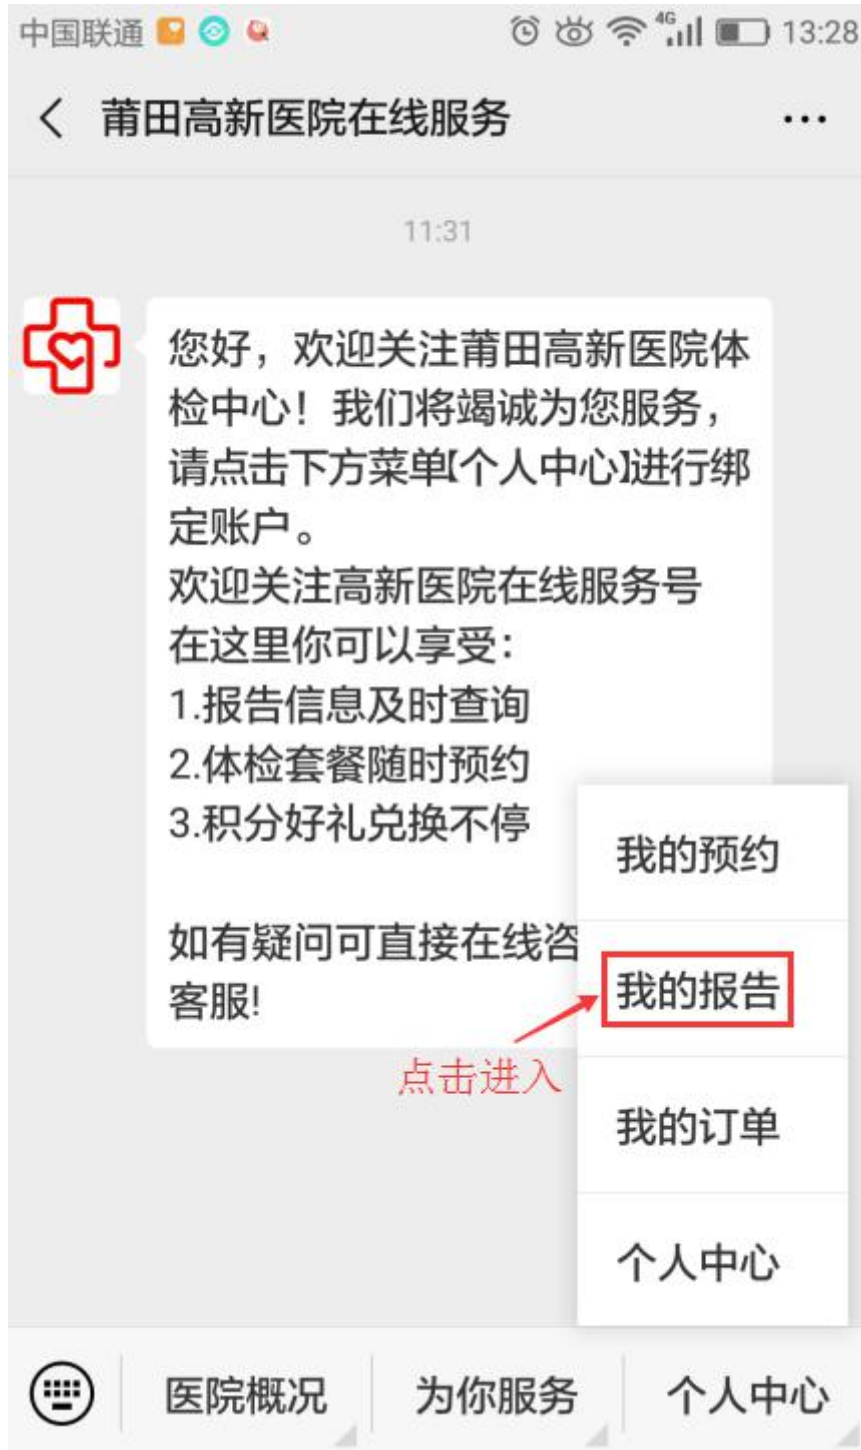 中国联通 4G 13:28
莆田高新医院在线服务 ...
11:31
您好，欢迎关注莆田高新医院体
检中心！我们将竭诚为您服务，
请点击下方菜单【个人中心】进行绑
定账户。
欢迎关注高新医院在线服务号
在这里你可以享受：
1.报告信息及时查询
2.体检套餐随时预约
3.积分好礼兑换不停
如有疑问可直接在线咨
客服!
我的预约
我的报告
点击进入
我的订单
个人中心
医院概况 为你服务 个人中心